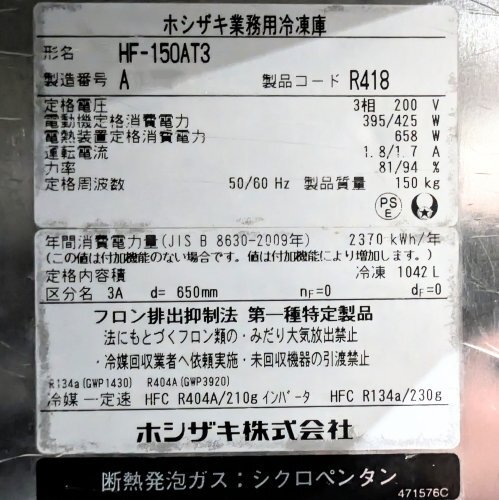 ホシザキ業務用冷凍庫
形名 HF-150AT3
製造番号 A 製品コード R418
定格電圧 3相 200 V
電動機定格消費電力 395/425 W
電熱装置定格消費電力 658 W
運転電流 1.8/1.7 A
力率 81/94 %
定格周波数 50/60 Hz 製品質量 150 kg
PS
E
年間消費電力量(JIS B 8630-2009年) 2370 kWh/年
(この値は付加機能のない場合です。値は付加機能により増加します。)
定格内容積 冷凍 1042 L
区分名 3A d= 650mm nF=0 dF=0
フロン排出抑制法 第一種特定製品
法にもとづくフロン類の・みだり大気放出禁止
・冷媒回収業者へ依頼実施・未回収機器の引渡禁止
R134a(GWP1430) R404A(GWP3920)
冷媒 一定速 HFC R404A/210g インバータ HFC R134a/230g
ホシザキ株式会社
断熱発泡ガス:シクロペンタン
471576C